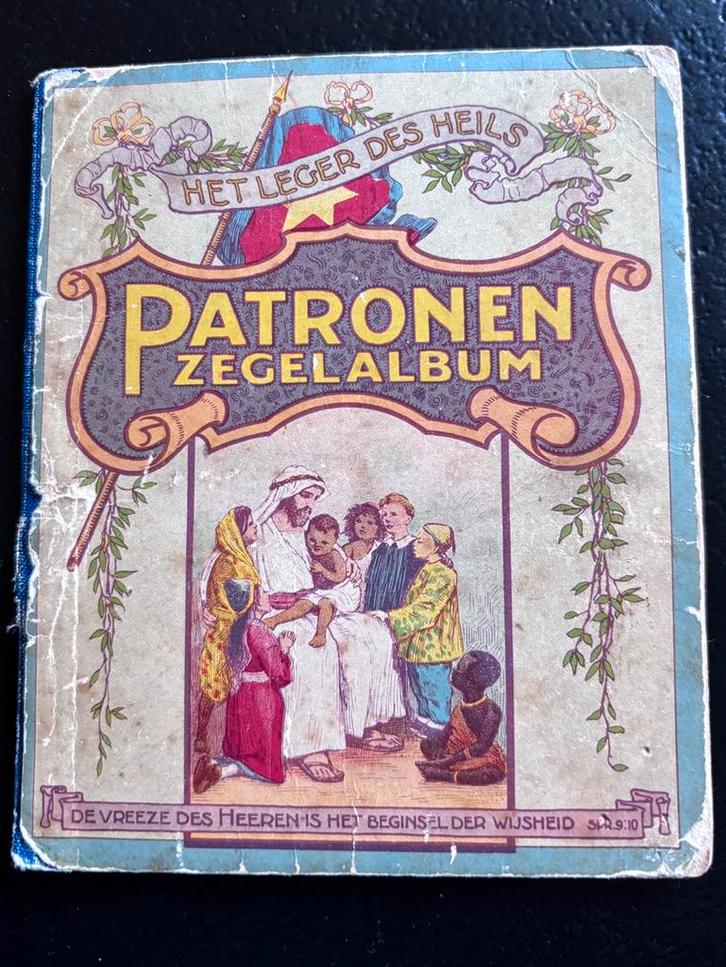 HET LEGER DES HEILS
PATRONEN
ZEGELALBUM
DE VREEZE DES HEEREN IS HET BEGINSEL DER WIJSHEID SPR.9:10